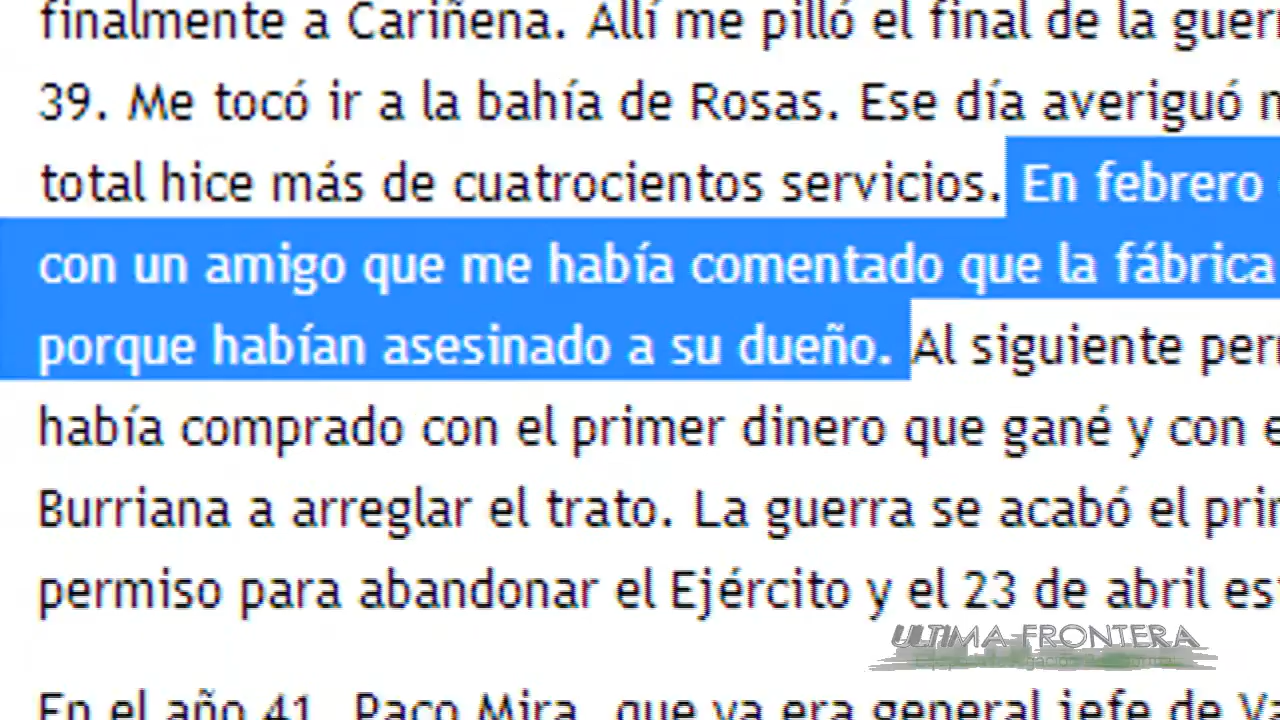 finalmente a Cariñena. Allí me pilló el final de la
39. Me tocó ir a la bahía de Rosas. Ese día averiguó
total hice más de cuatrocientos servicios. En febrero
con un amigo que me había comentado que la fábrica
porque habían asesinado a su dueño. Al siguiente
había comprado con el primer dinero que gané y con
Burriana a arreglar el trato. La guerra se acabó el
permiso para abandonar el Ejército y el 23 de abril
ULTIMA FRONTERA
En el año 41, Paco Mira, que ya era general jefe de